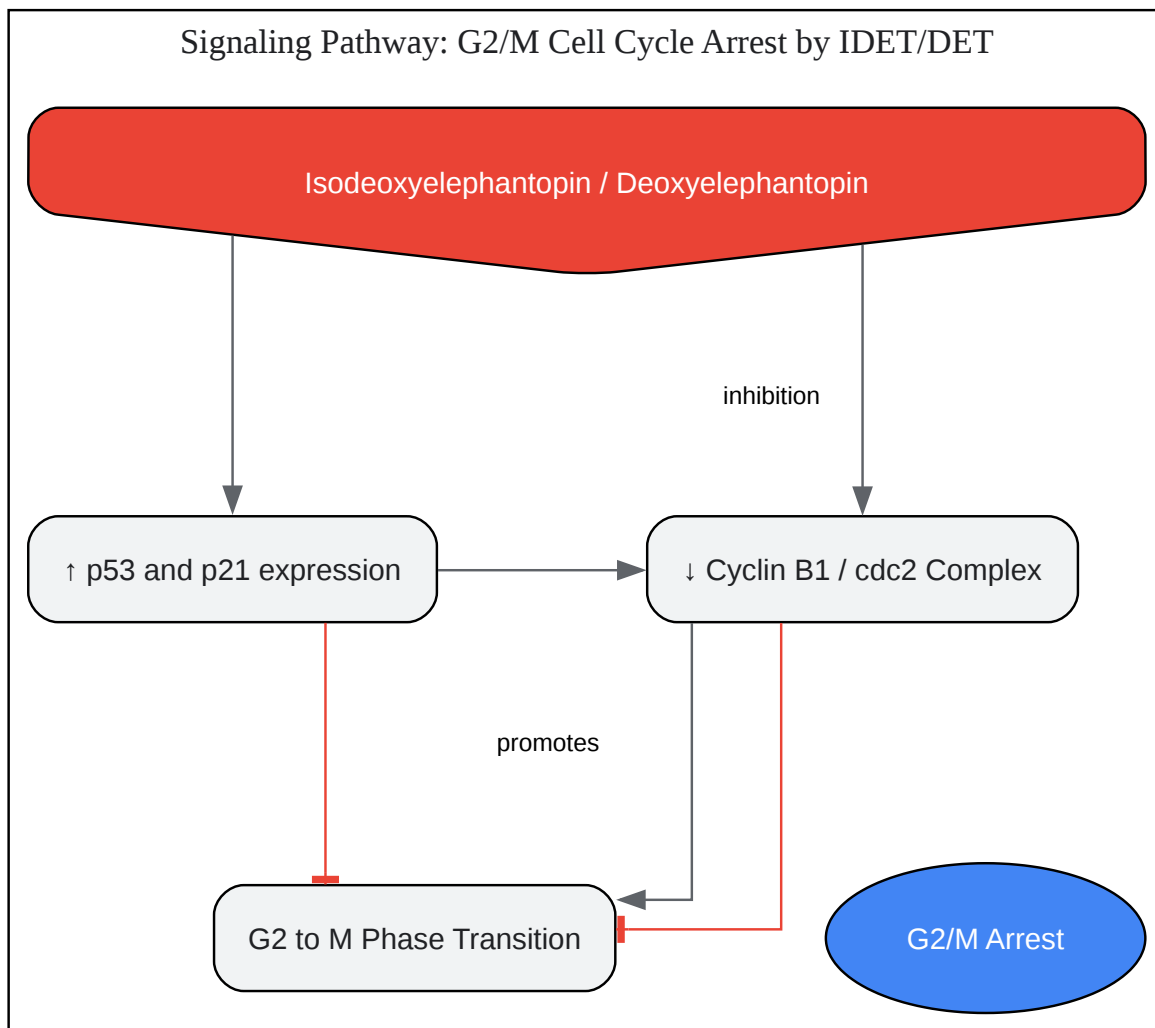 Signaling Pathway: G2/M Cell Cycle Arrest by IDET/DET
Isodeoxyelephantopin / Deoxyelephantopin
inhibition
↑ p53 and p21 expression
↓ Cyclin B1 / cdc2 Complex
promotes
G2 to M Phase Transition
G2/M Arrest